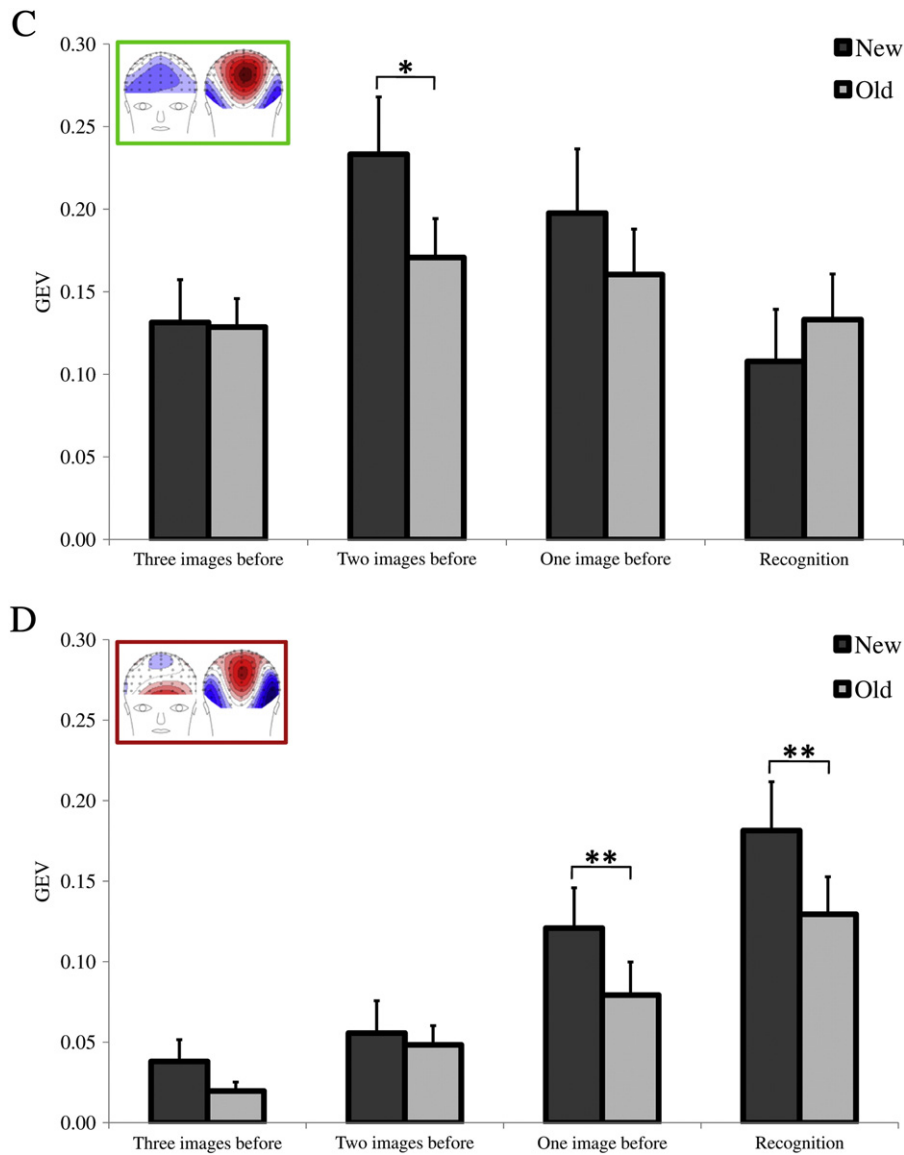 C
0.30
0.25
0.20
0.15
0.10
0.05
0.00
GEV
*
New
Old
Three images before
Two images before
One image before
Recognition
D
0.30
0.25
0.20
0.15
0.10
0.05
0.00
GEV
**
**
New
Old
Three images before
Two images before
One image before
Recognition